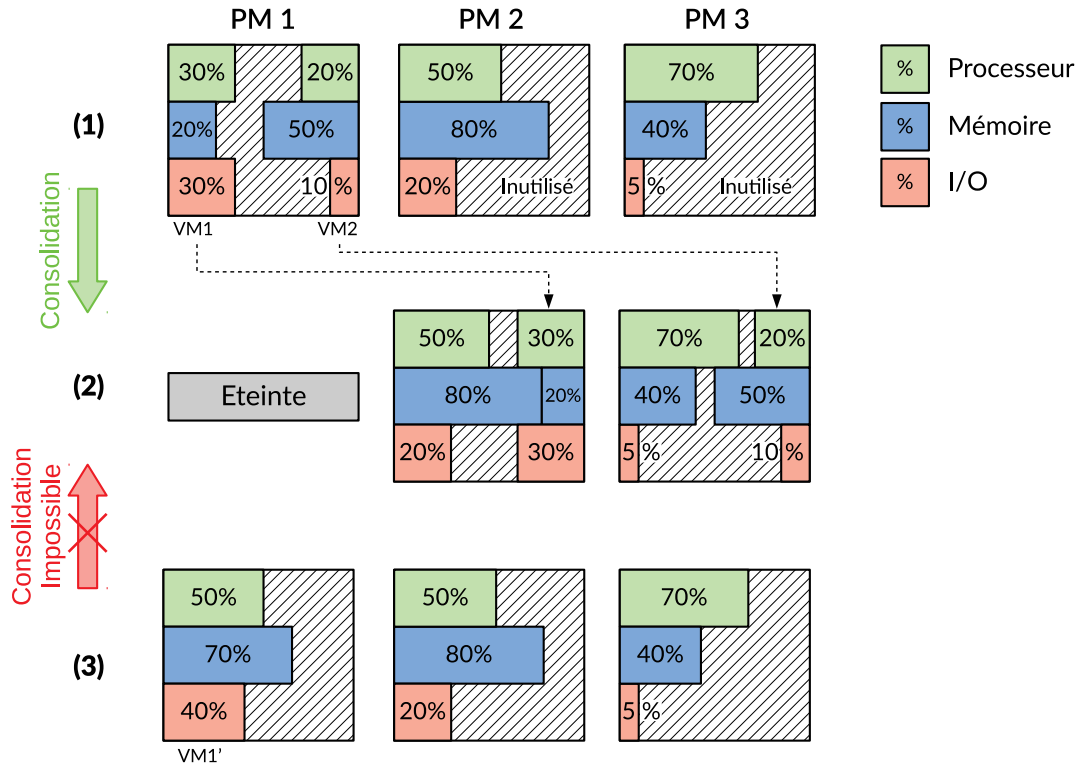 PM 1 PM 2 PM 3
30% 20% 50% 70% % Processeur
(1) 20% 50% 80% 40% % Mémoire
30% 10 % 20% Inutilisé 5 % Inutilisé % I/O
VM1 VM2
Consolidation
50% 30% 70% 20%
(2) Eteinte 80% 20% 40% 50%
20% 30% 5 % 10 %
Consolidation
Impossible
50% 50% 70%
(3) 70% 80% 40%
40% 20% 5 %
VM1'